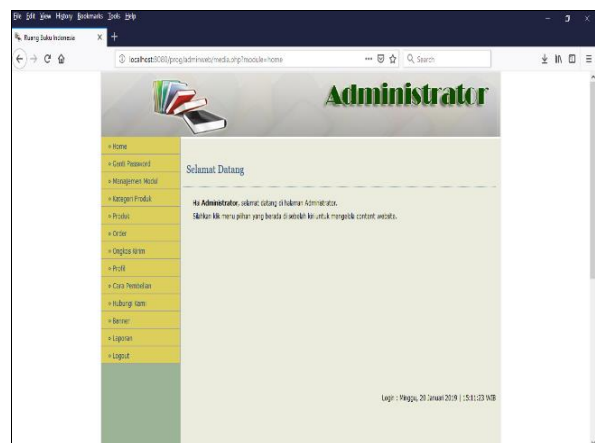 File Edit View History Bookmarks Tools Help
Ruang Buku Indonesia
localhost:8080/prog/adminweb/media.php?module=home
Search
Administrator
» Home
» Ganti Password
» Manajemen Modul
» Kategori Produk
» Produk
» Order
» Ongkos Kirim
» Profil
» Cara Pembelian
» Hubungi Kami
» Banner
» Laporan
» Logout
Selamat Datang
Hai Administrator, selamat datang di halaman Administrator.
Silahkan klik menu pilihan yang berada di sebelah kiri untuk mengelola content website.
Login : Minggu, 20 Januari 2019 | 15:11:23 WIB